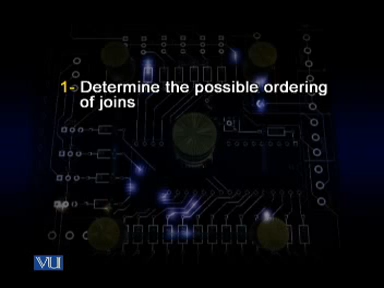 1- Determine the possible ordering
of joins
VU